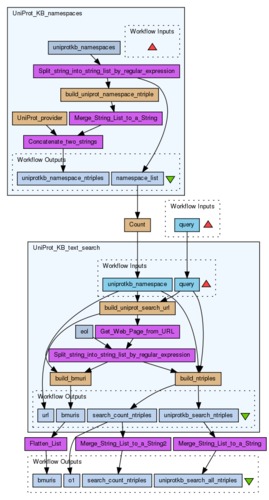 UniProt_KB_namespaces
Workflow Inputs
uniprotkb_namespaces
Split_string_into_string_list_by_regular_expression
build_uniprot_namespace_ntriple
UniProt_provider
Merge_String_List_to_a_String
Concatenate_two_strings
Workflow Outputs
uniprotkb_namespace_ntriples
namespace_list
Workflow Inputs
Count
query
UniProt_KB_text_search
Workflow Inputs
uniprotkb_namespace
query
build_uniprot_search_url
eol
Get_Web_Page_from_URL
Split_string_into_string_list_by_regular_expression
build_bmuri
build_ntriples
Workflow Outputs
url
bmuris
search_count_ntriples
uniprotkb_search_ntriples
Flatten_List
Merge_String_List_to_a_String2
Merge_String_List_to_a_String
Workflow Outputs
bmuris
o1
search_count_ntriples
uniprotkb_search_all_ntriples